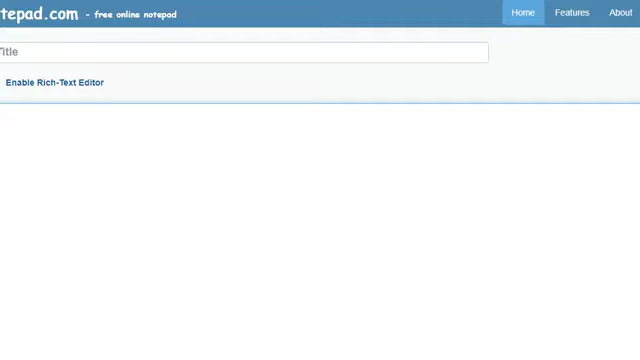 tepad.com - free online notepad Home Features About
Title
Enable Rich-Text Editor